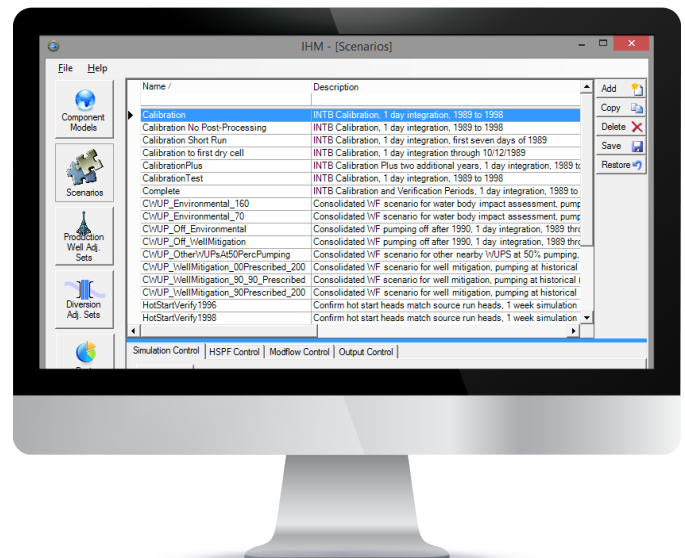 IHM - [Scenarios]
File Help
Name / Description
Calibration INTB Calibration, 1 day integration, 1989 to 1998
Calibration No Post-Processing INTB Calibration, 1 day integration, 1989 to 1998
Calibration Short Run INTB Calibration, 1 day integration, first seven days of 1989
Calibration to first dry cell INTB Calibration, 1 day integration through 10/12/1989
CalibrationPlus INTB Calibration Plus two additional years, 1 day integration, 1989 to
CalibrationTest INTB Calibration, 1 day integration, 1989 to 1998
Complete INTB Calibration and Verification Periods, 1 day integration, 1989 to
CWUP_Environmental_160 Consolidated WF scenario for water body impact assessment, pump
CWUP_Environmental_70 Consolidated WF scenario for water body impact assessment, pump
CWUP_Off_Environmental Consolidated WF pumping off after 1990, 1 day integration, 1989 thro
CWUP_Off_WellMitigation Consolidated WF pumping off after 1990, 1 day integration, 1989 thro
CWUP_OtherWUPsAt50PercPumping Consolidated WF scenario for other nearby WUPS at 50% pumping,
CWUP_WellMitigation_00Prescribed_200 Consolidated WF scenario for well mitigation, pumping at historical
CWUP_WellMitigation_90_90_Prescribed Consolidated WF scenario for well mitigation, pumping at historical
CWUP_WellMitigation_90Prescribed_200 Consolidated WF scenario for well mitigation, pumping at historical
HotStartVerify1996 Confirm hot start heads match source run heads, 1 week simulation
HotStartVerify1998 Confirm hot start heads match source run heads, 1 week simulation
Component
Models
Scenarios
Production
Well Adj.
Sets
Diversion
Adj. Sets
Add
Copy
Delete
Save
Restore
Simulation Control HSPF Control Modflow Control Output Control